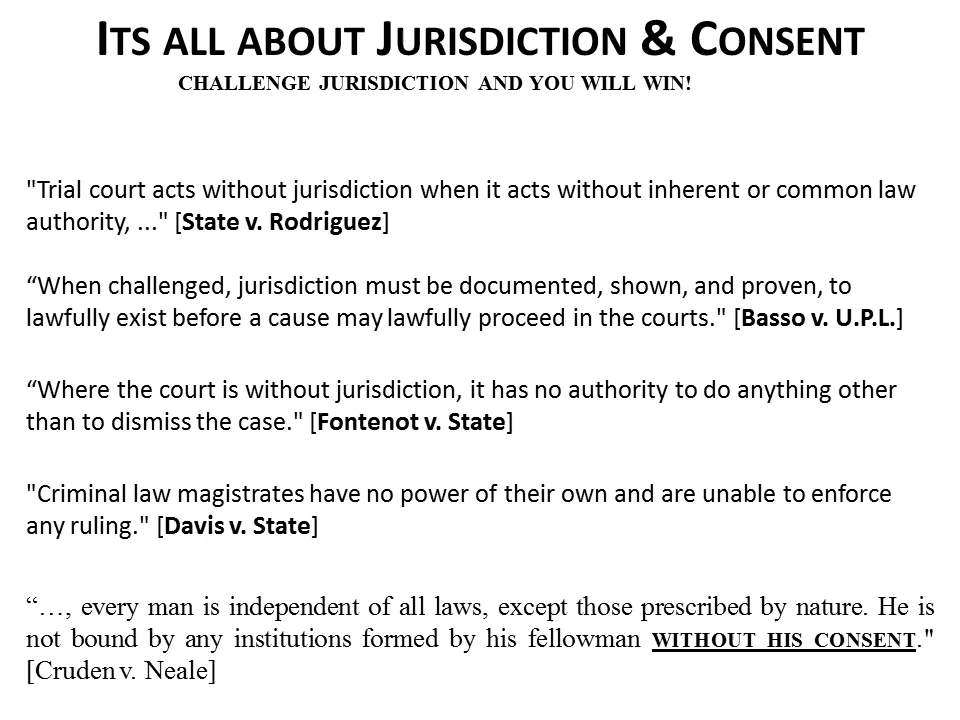 ITS ALL ABOUT JURISDICTION & CONSENT
CHALLENGE JURISDICTION AND YOU WILL WIN!
"Trial court acts without jurisdiction when it acts without inherent or common law
authority, ..." [State v. Rodriguez]
“When challenged, jurisdiction must be documented, shown, and proven, to
lawfully exist before a cause may lawfully proceed in the courts." [Basso v. U.P.L.]
“Where the court is without jurisdiction, it has no authority to do anything other
than to dismiss the case." [Fontenot v. State]
"Criminal law magistrates have no power of their own and are unable to enforce
any ruling." [Davis v. State]
“…, every man is independent of all laws, except those prescribed by nature. He is
not bound by any institutions formed by his fellowman WITHOUT HIS CONSENT."
[Cruden v. Neale]